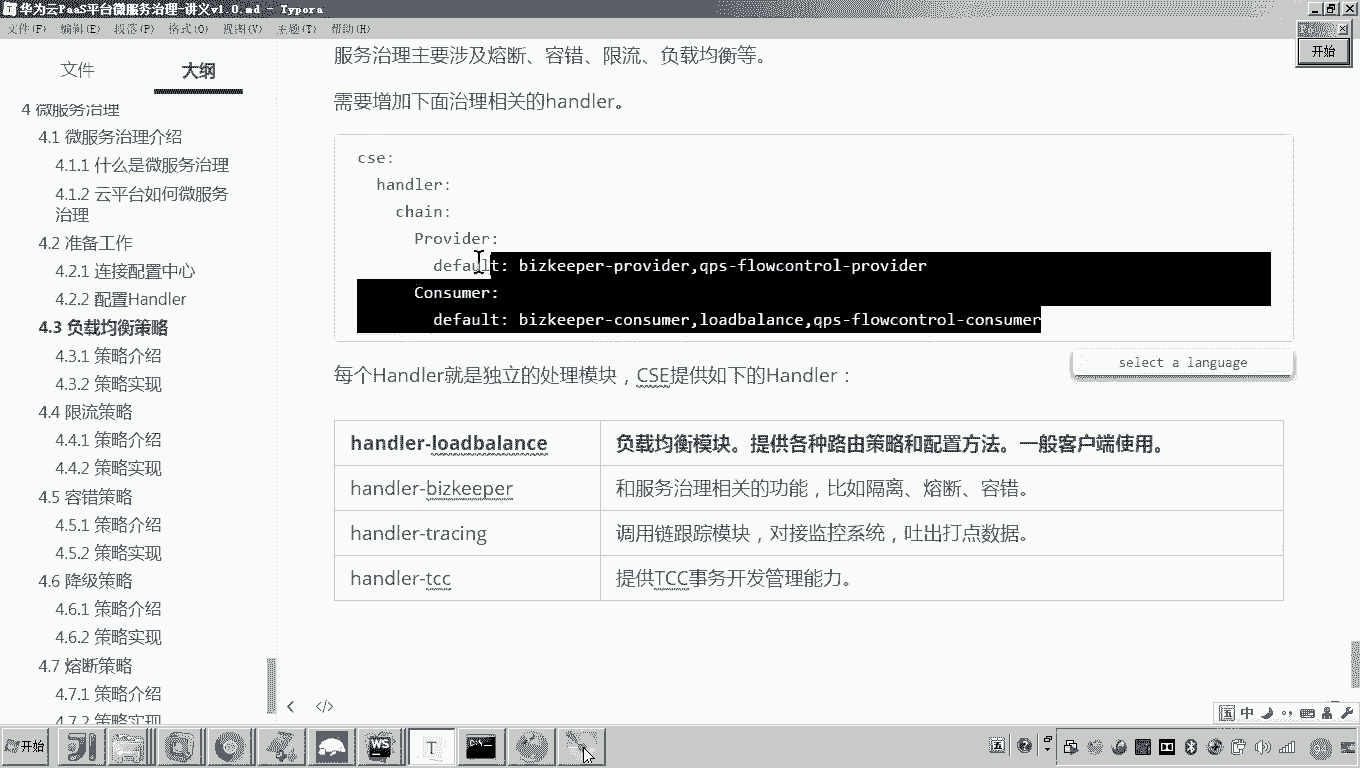 华为云PaaS平台微服务治理-讲义v1.0.md - Typora
文件(F) 编辑(E) 段落(P) 格式(O) 视图(V) 主题(T) 帮助(H)
开始
文件 大纲
4 微服务治理
4.1 微服务治理介绍
4.1.1 什么是微服务治理
4.1.2 云平台如何微服务
治理
4.2 准备工作
4.2.1 连接配置中心
4.2.2 配置Handler
4.3 负载均衡策略
4.3.1 策略介绍
4.3.2 策略实现
4.4 限流策略
4.4.1 策略介绍
4.4.2 策略实现
4.5 容错策略
4.5.1 策略介绍
4.5.2 策略实现
4.6 降级策略
4.6.1 策略介绍
4.6.2 策略实现
4.7 熔断策略
4.7.1 策略介绍
4.7.2 策略实现
服务治理主要涉及熔断、容错、限流、负载均衡等。
需要增加下面治理相关的handler。
cse:
handler:
chain:
Provider:
default: bizkeeper-provider,qps-flowcontrol-provider
Consumer:
default: bizkeeper-consumer,loadbalance,qps-flowcontrol-consumer
select a language
每个Handler就是独立的处理模块，CSE提供如下的Handler：
handler-loadbalance 负载均衡模块。提供各种路由策略和配置方法。一般客户端使用。
handler-bizkeeper 和服务治理相关的功能，比如隔离、熔断、容错。
handler-tracing 调用链跟踪模块，对接监控系统，吐出打点数据。
handler-tcc 提供TCC事务开发管理能力。
中
开始
WS
T